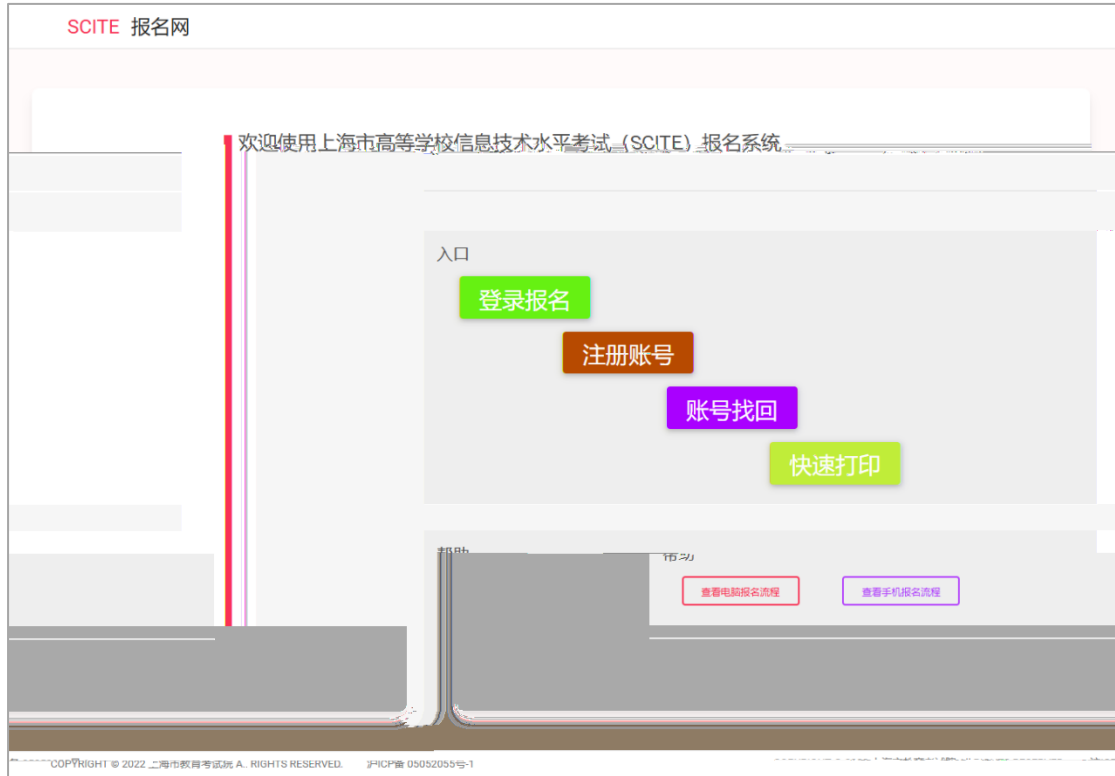 SCITE 报名网
欢迎使用上海市高等学校信息技术水平考试（SCITE）报名系统
入口
登录报名
注册账号
账号找回
快速打印
帮助
帮助
查看电脑报名流程
查看手机报名流程
COPYRIGHT © 2022 上海市教育考试院 A.. RIGHTS RESERVED. 沪ICP备 05052055号-1